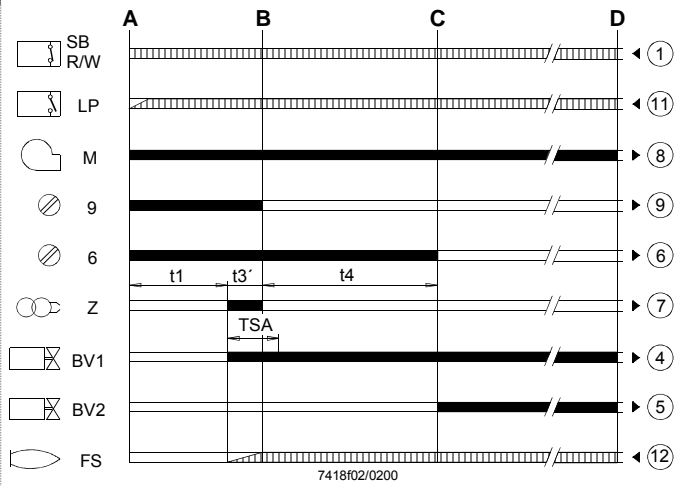 A B C D
SB
R/W 1
LP 11
M 8
9 9
6 6
t1 t3´ t4
Z 7
TSA
BV1 4
BV2 5
FS 12
7418f02/0200